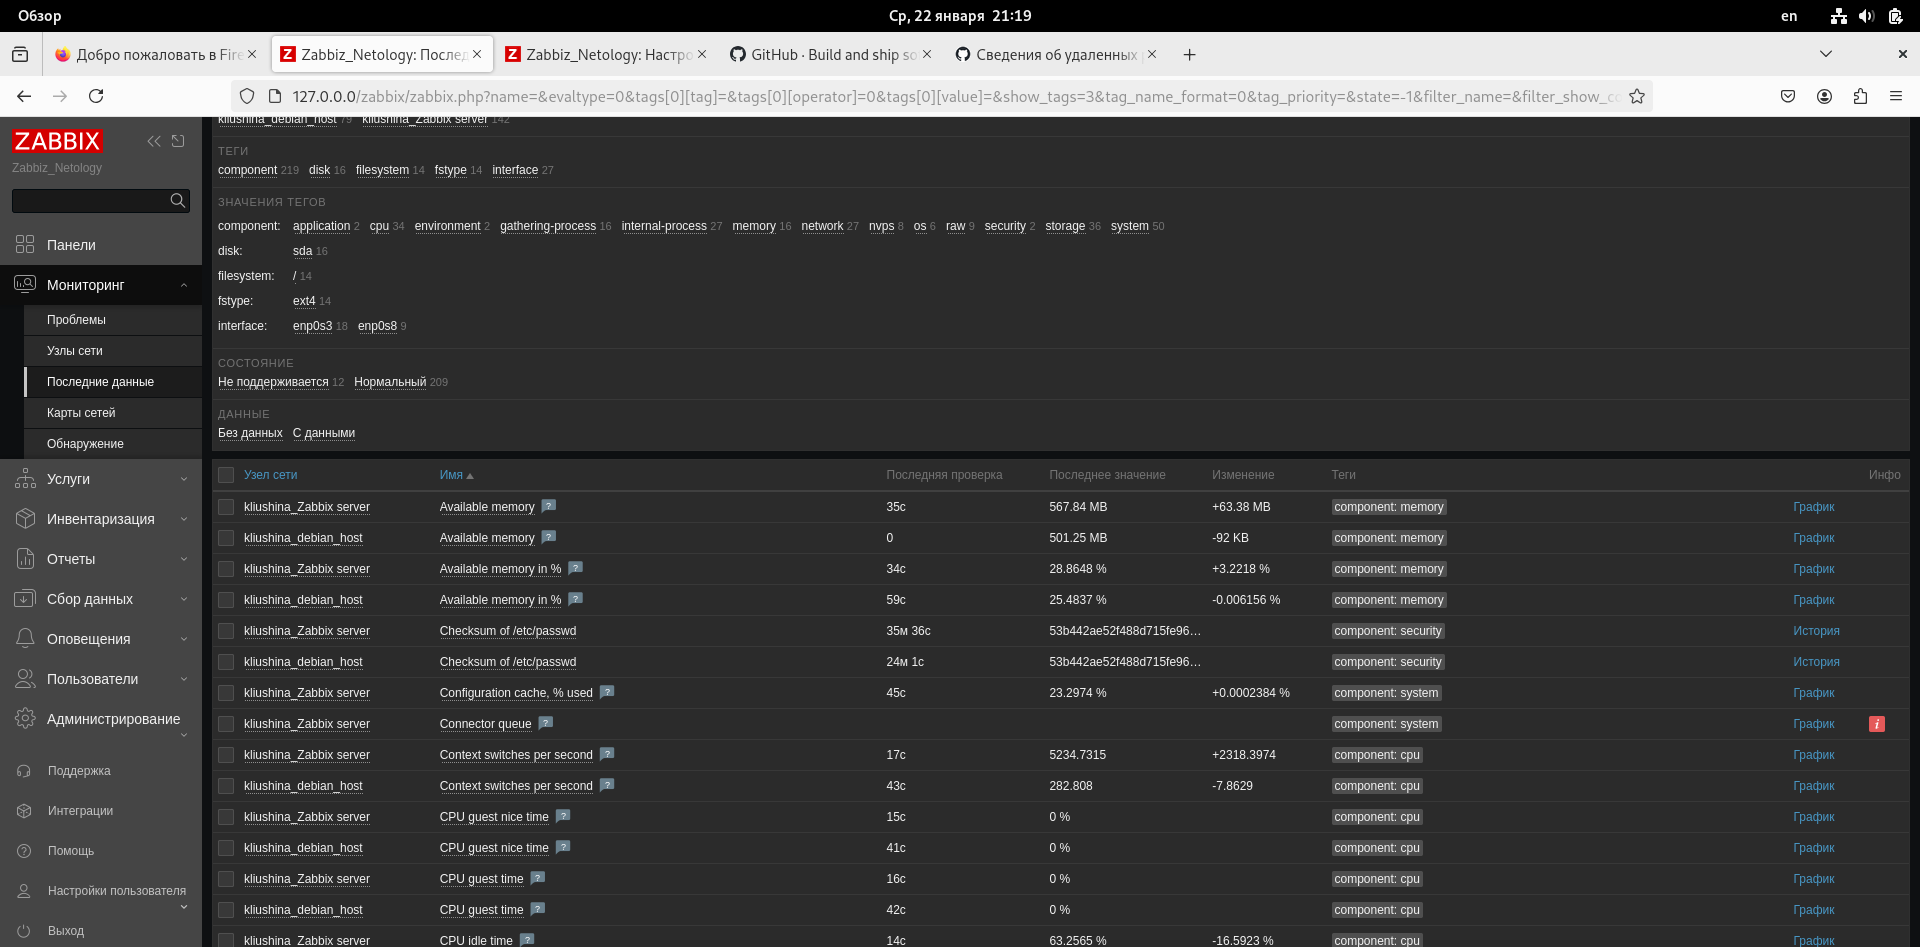 Обзор
Ср, 22 января 21:19
en
Добро пожаловать в Fire
Zabbiz_Netology: Послед
Zabbiz_Netology: Настро
GitHub · Build and ship so
Сведения об удаленных
127.0.0.0/zabbix/zabbix.php?name=&evaltype=0&tags[0][tag]=&tags[0][operator]=0&tags[0][value]=&show_tags=3&tag_name_format=0&tag_priority=&state=-1&filter_name=&filter_show_co
ZABBIX
Zabbiz_Netology
Панели
Мониторинг
Проблемы
Узлы сети
Последние данные
Карты сетей
Обнаружение
Услуги
Инвентаризация
Отчеты
Сбор данных
Оповещения
Пользователи
Администрирование
Поддержка
Интеграции
Помощь
Настройки пользователя
Выход
kliushina_debian_host 79 kliushina_Zabbix server 142
ТЕГИ
component 219 disk 16 filesystem 14 fstype 14 interface 27
ЗНАЧЕНИЯ ТЕГОВ
component: application 2 cpu 34 environment 2 gathering-process 16 internal-process 27 memory 16 network 27 nvps 8 os 6 raw 9 security 2 storage 36 system 50
disk: sda 16
filesystem: / 14
fstype: ext4 14
interface: enp0s3 18 enp0s8 9
СОСТОЯНИЕ
Не поддерживается 12 Нормальный 209
ДАННЫЕ
Без данных С данными
Узел сети Имя Последняя проверка Последнее значение Изменение Теги Инфо
kliushina_Zabbix server Available memory ? 35с 567.84 MB +63.38 MB component: memory График
kliushina_debian_host Available memory ? 0 501.25 MB -92 KB component: memory График
kliushina_Zabbix server Available memory in % ? 34с 28.8648 % +3.2218 % component: memory График
kliushina_debian_host Available memory in % ? 59с 25.4837 % -0.006156 % component: memory График
kliushina_Zabbix server Checksum of /etc/passwd 35м 36с 53b442ae52f488d715fe96… component: security История
kliushina_debian_host Checksum of /etc/passwd 24м 1с 53b442ae52f488d715fe96… component: security История
kliushina_Zabbix server Configuration cache, % used ? 45с 23.2974 % +0.0002384 % component: system График
kliushina_Zabbix server Connector queue ? component: system График i
kliushina_Zabbix server Context switches per second ? 17с 5234.7315 +2318.3974 component: cpu График
kliushina_debian_host Context switches per second ? 43с 282.808 -7.8629 component: cpu График
kliushina_Zabbix server CPU guest nice time ? 15с 0 % component: cpu График
kliushina_debian_host CPU guest nice time ? 41с 0 % component: cpu График
kliushina_Zabbix server CPU guest time ? 16с 0 % component: cpu График
kliushina_debian_host CPU guest time ? 42с 0 % component: cpu График
kliushina_Zabbix server CPU idle time ? 14с 63.2565 % -16.5923 % component: cpu График